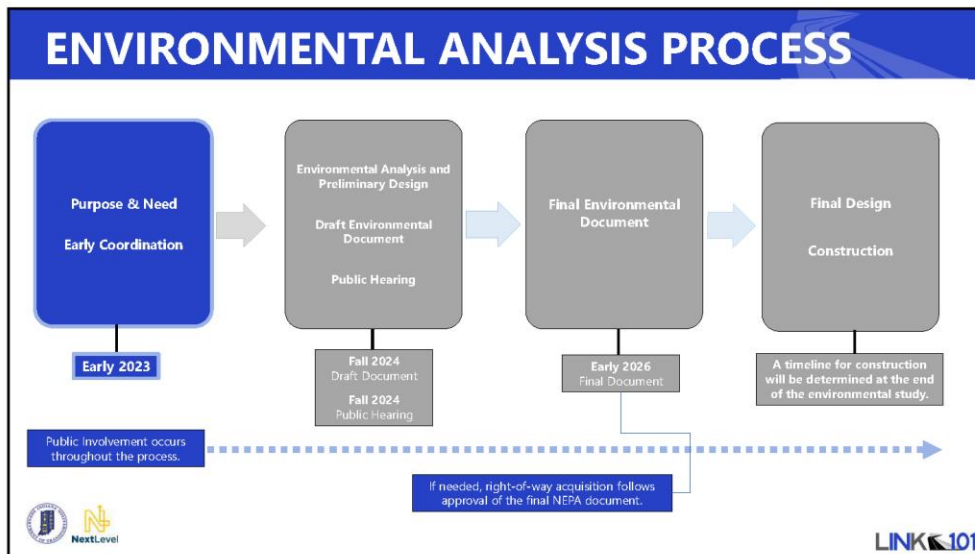 ENVIRONMENTAL ANALYSIS PROCESS
Purpose & Need
Early Coordination
Early 2023
Environmental Analysis and
Preliminary Design
Draft Environmental
Document
Public Hearing
Fall 2024
Draft Document
Fall 2024
Public Hearing
Final Environmental
Document
Early 2026
Final Document
Final Design
Construction
A timeline for construction
will be determined at the end
of the environmental study.
Public Involvement occurs
throughout the process.
If needed, right-of-way acquisition follows
approval of the final NEPA document.
NextLevel
LINK 101